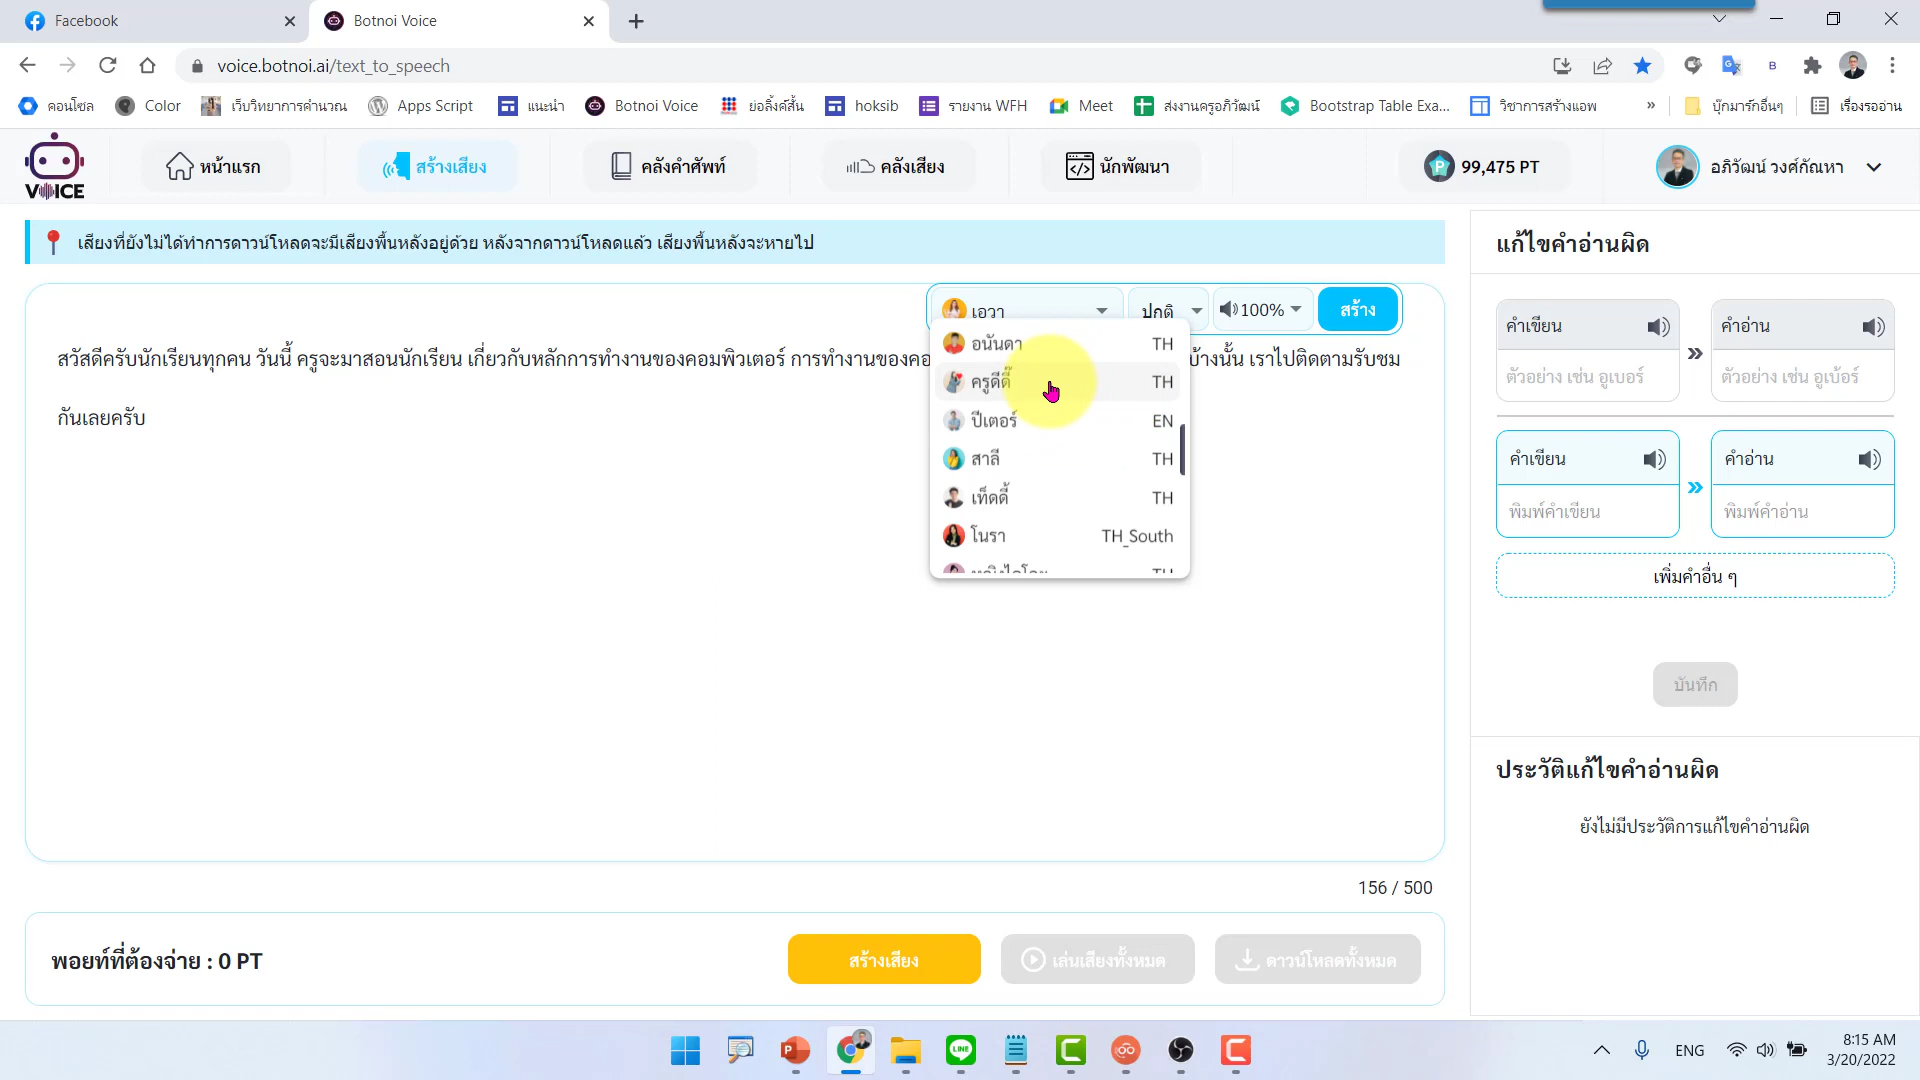 Facebook
Botnoi Voice
voice.botnoi.ai/text_to_speech
คอนโซล
Color
เว็บวิทยาการคำนวณ
Apps Script
แนะนำ
Botnoi Voice
ย่อลิ้งค์สั้น
hoksib
รายงาน WFH
Meet
ส่งงานครูอภิวัฒน์
Bootstrap Table Exa...
วิชาการสร้างแอพ
»
บุ๊กมาร์กอื่นๆ
เรื่องรออ่าน
VOICE
หน้าแรก
สร้างเสียง
คลังคำศัพท์
คลังเสียง
นักพัฒนา
99,475 PT
อภิวัฒน์ วงศ์กัณหา
เสียงที่ยังไม่ได้ทำการดาวน์โหลดจะมีเสียงพื้นหลังอยู่ด้วย หลังจากดาวน์โหลดแล้ว เสียงพื้นหลังจะหายไป
เอวา
ปกติ
100%
สร้าง
สวัสดีครับนักเรียนทุกคน วันนี้ ครูจะมาสอนนักเรียน เกี่ยวกับหลักการทำงานของคอมพิวเตอร์ การทำงานของคอ
บ้างนั้น เราไปติดตามรับชม
กันเลยครับ
อนันดา TH
ครูดีดี๊ TH
ปีเตอร์ EN
สาลี TH
เท็ดดี้ TH
โนรา TH_South
156 / 500
พอยท์ที่ต้องจ่าย : 0 PT
สร้างเสียง
เล่นเสียงทั้งหมด
ดาวน์โหลดทั้งหมด
แก้ไขคำอ่านผิด
คำเขียน
คำอ่าน
ตัวอย่าง เช่น อูเบอร์
ตัวอย่าง เช่น อูเบ้อร์
คำเขียน
คำอ่าน
พิมพ์คำเขียน
พิมพ์คำอ่าน
เพิ่มคำอื่น ๆ
บันทึก
ประวัติแก้ไขคำอ่านผิด
ยังไม่มีประวัติการแก้ไขคำอ่านผิด
ENG
8:15 AM
3/20/2022